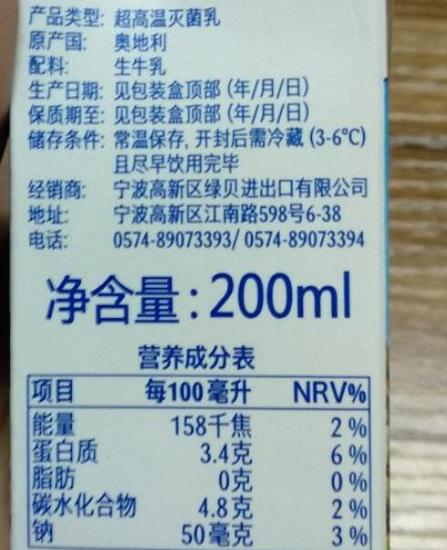 产品类型: 超高温灭菌乳
原产国: 奥地利
配料: 生牛乳
生产日期: 见包装盒顶部 (年/月/日)
保质期至: 见包装盒顶部 (年/月/日)
储存条件: 常温保存, 开封后需冷藏 (3-6℃)
且尽早饮用完毕
经销商: 宁波高新区绿贝进出口有限公司
地址: 宁波高新区江南路598号6-38
电话: 0574-89073393/ 0574-89073394
净含量: 200ml
营养成分表
项目 每100毫升 NRV%
能量 158千焦 2%
蛋白质 3.4克 6%
脂肪 0克 0%
碳水化合物 4.8克 2%
钠 50毫克 3%